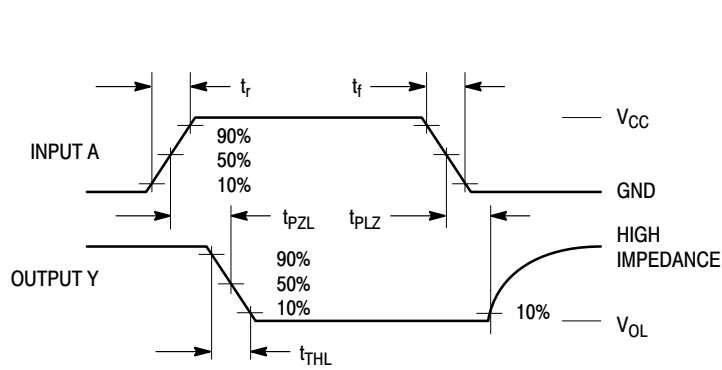 t_r
t_f
V_CC
90%
INPUT A
50%
10%
GND
t_PZL
t_PLZ
HIGH
IMPEDANCE
90%
OUTPUT Y
50%
10%
10%
V_OL
t_THL